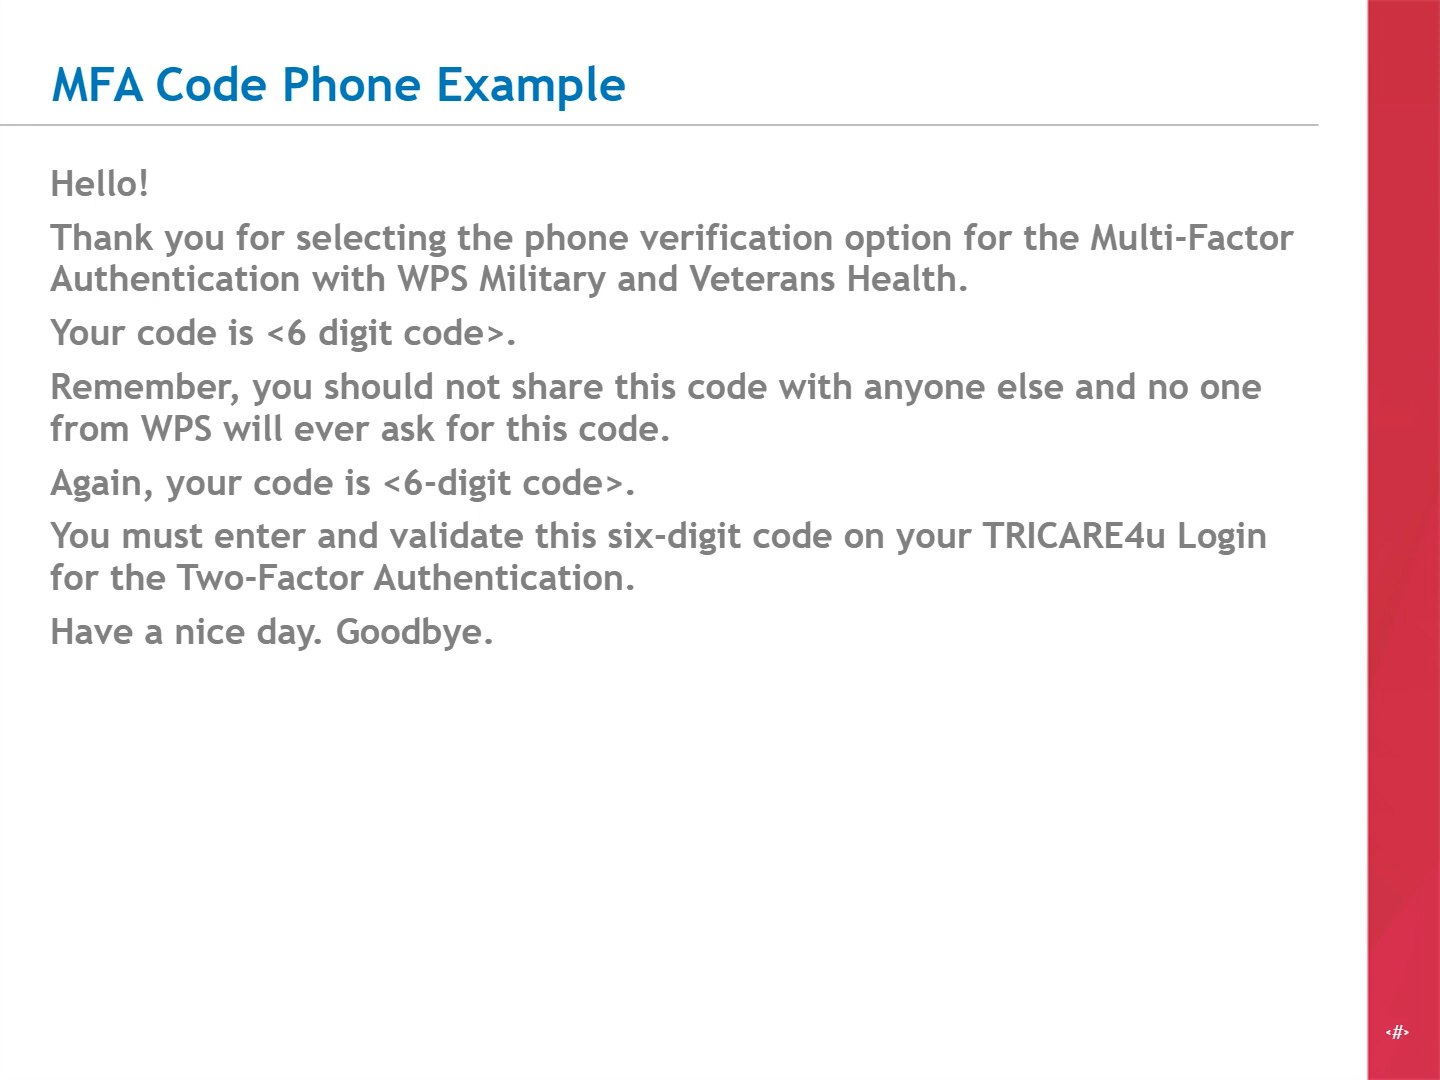 MFA Code Phone Example
Hello!
Thank you for selecting the phone verification option for the Multi-Factor
Authentication with WPS Military and Veterans Health.
Your code is <6 digit code>.
Remember, you should not share this code with anyone else and no one
from WPS will ever ask for this code.
Again, your code is <6-digit code>.
You must enter and validate this six-digit code on your TRICARE4u Login
for the Two-Factor Authentication.
Have a nice day. Goodbye.
‹#›